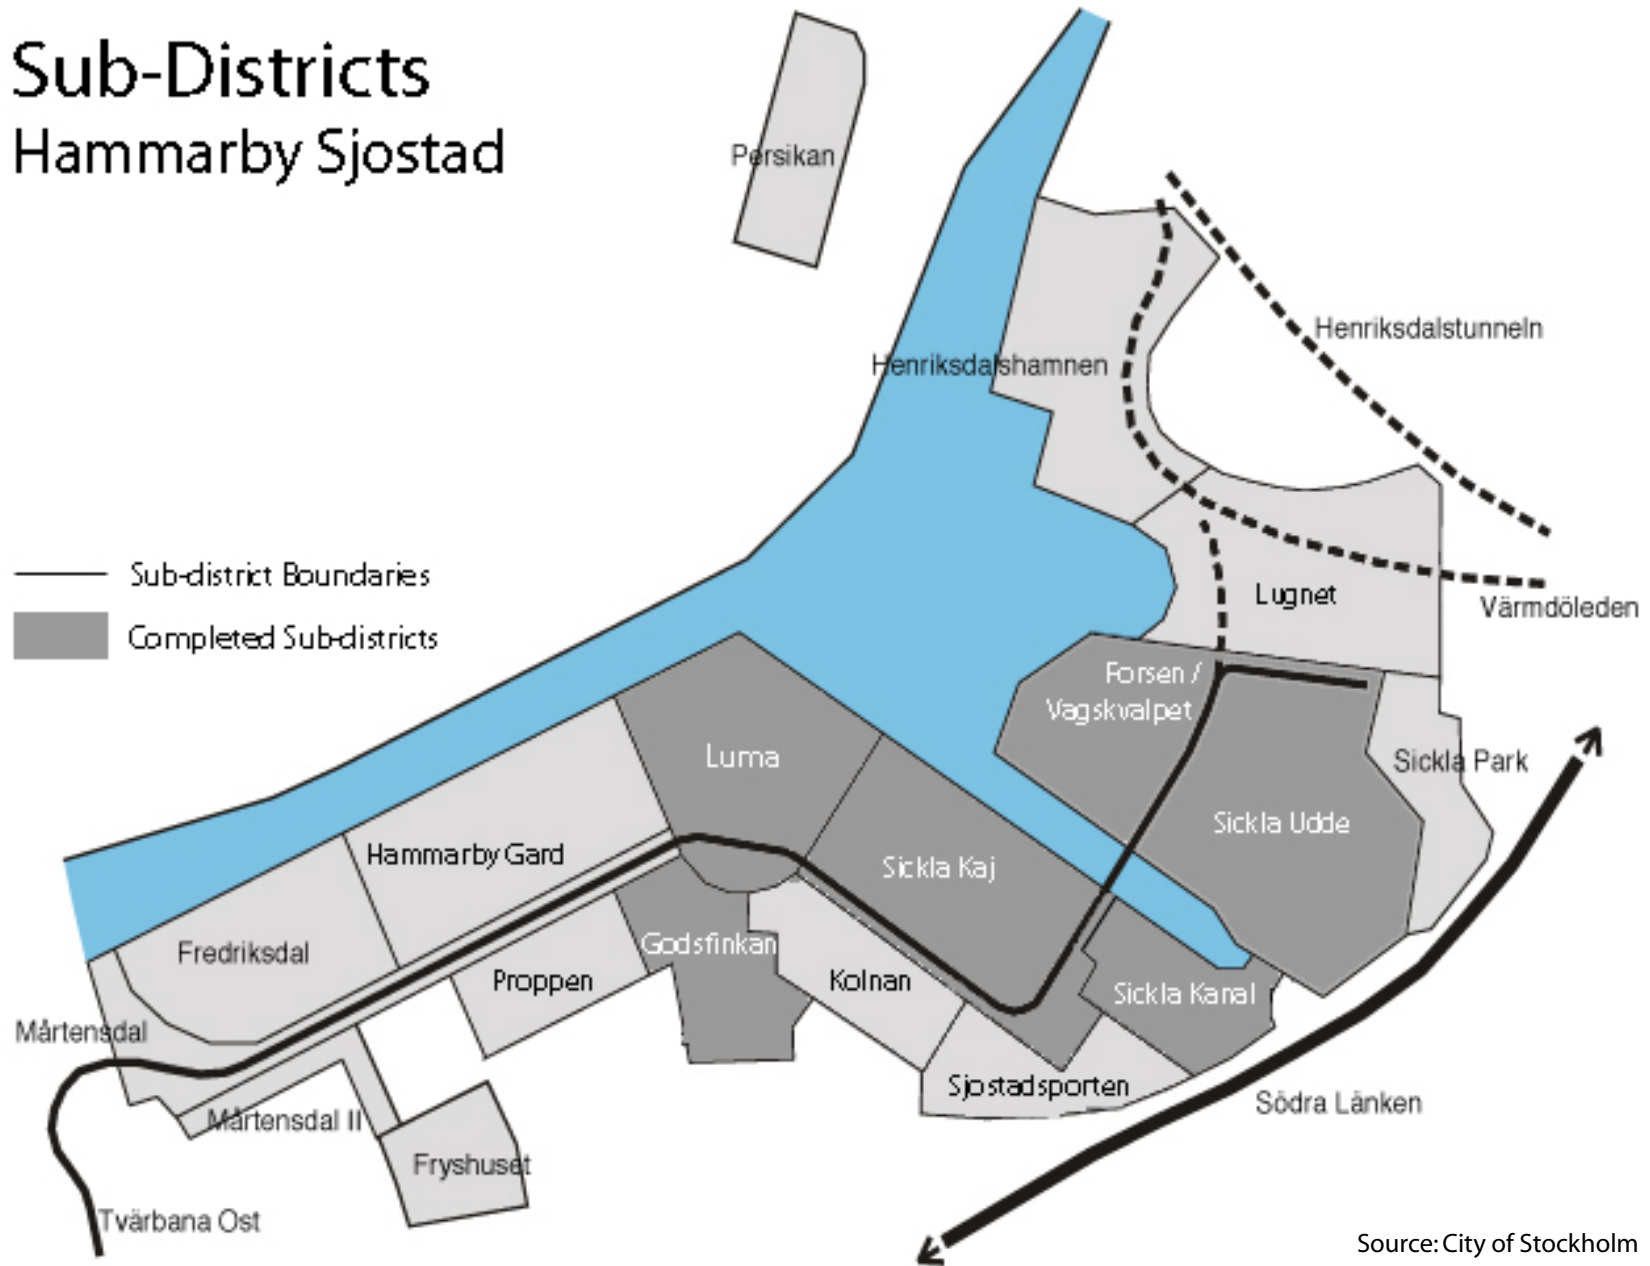 Sub-Districts
Hammarby Sjostad
Persikan
Henriksdalstunneln
Henriksdalshamnen
Sub-district Boundaries
Completed Sub-districts
Lugnet
Värmdöleden
Forsen /
Vagskvalpet
Luma
Sickla Park
Sickla Udde
Hammarby Gard
Sickla Kaj
Fredriksdal
Godsfinkan
Proppen
Kolnan
Sickla Kanal
Mårtensdal
Sjostadsporten
Södra Länken
Mårtensdal II
Fryshuset
Tvärbana Ost
Source: City of Stockholm